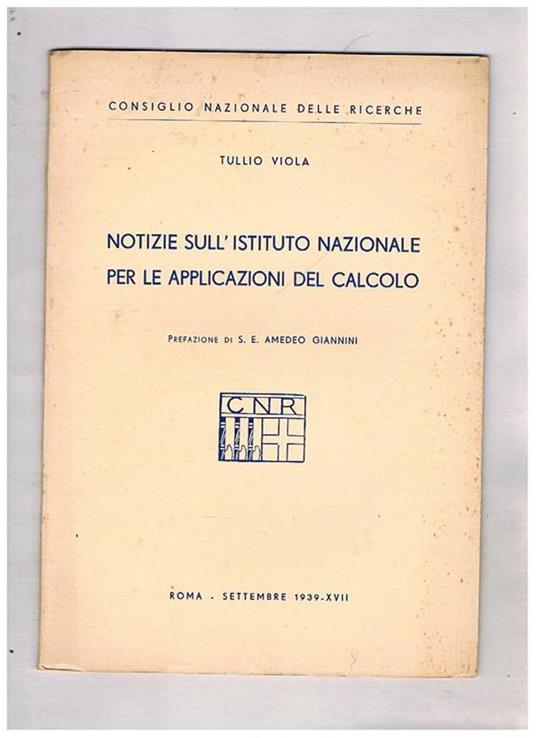 CONSIGLIO NAZIONALE DELLE RICERCHE
TULLIO VIOLA
NOTIZIE SULL'ISTITUTO NAZIONALE
PER LE APPLICAZIONI DEL CALCOLO
PREFAZIONE DI S. E. AMEDEO GIANNINI
CNR
ROMA - SETTEMBRE 1939-XVII